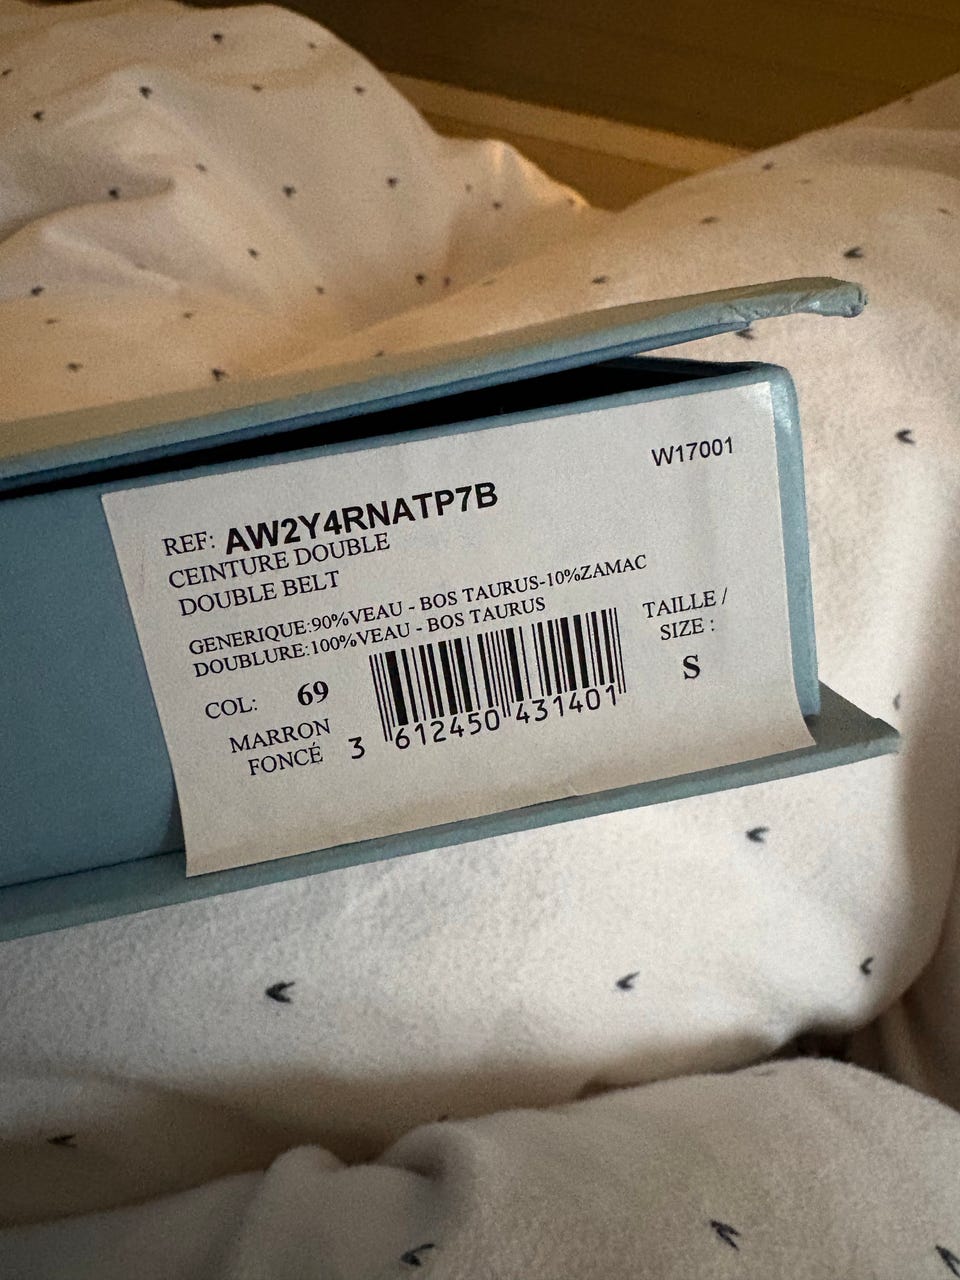 W17001
REF: AW2Y4RNATP7B
CEINTURE DOUBLE
DOUBLE BELT
GENERIQUE:90%VEAU - BOS TAURUS-10%ZAMAC
DOUBLURE:100%VEAU - BOS TAURUS
COL: 69
MARRON
FONCÉ
3 612450 431401
TAILLE /
SIZE :
S